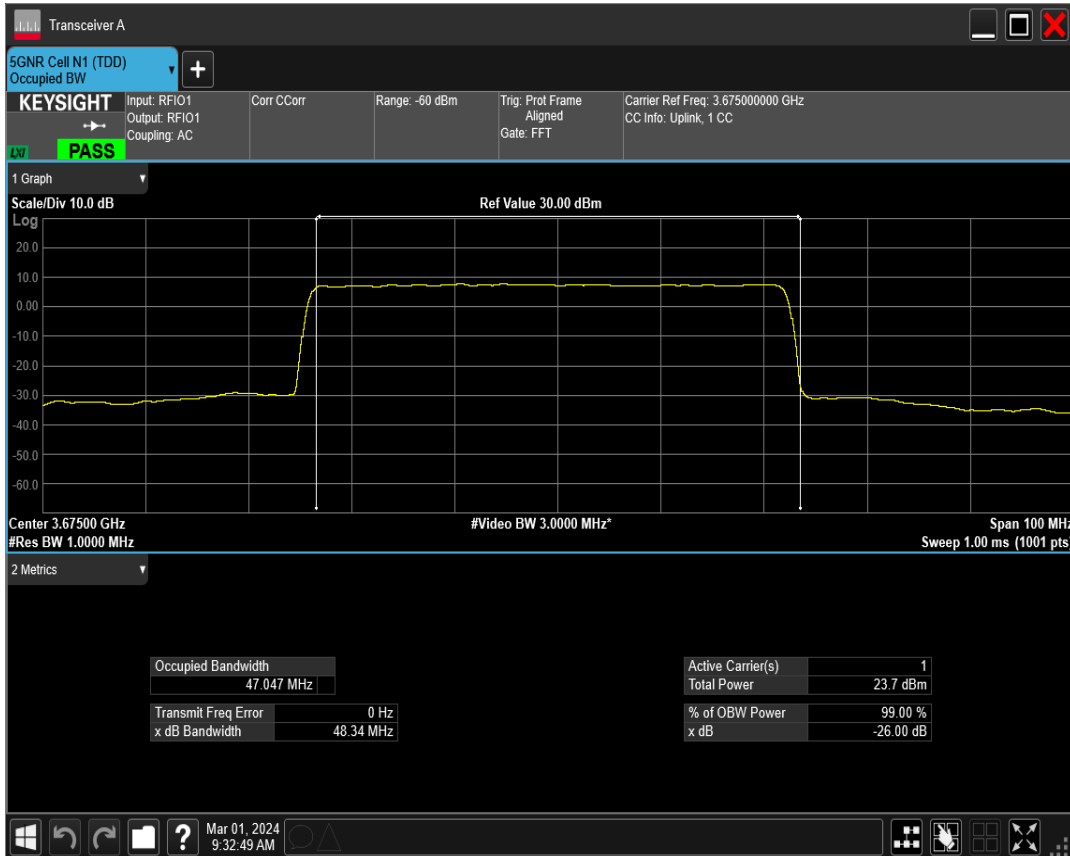 Transceiver A
5GNR Cell N1 (TDD)
Occupied BW
+
KEYSIGHT
LXI
PASS
Input: RFIO1
Output: RFIO1
Coupling: AC
Corr CCorr
Range: -60 dBm
Trig: Prot Frame
Aligned
Gate: FFT
Carrier Ref Freq: 3.675000000 GHz
CC Info: Uplink, 1 CC
1 Graph
Scale/Div 10.0 dB
Ref Value 30.00 dBm
Log
20.0
10.0
0.00
-10.0
-20.0
-30.0
-40.0
-50.0
-60.0
Center 3.67500 GHz
#Video BW 3.0000 MHz*
Span 100 MHz
#Res BW 1.0000 MHz
Sweep 1.00 ms (1001 pts)
2 Metrics
Occupied Bandwidth
47.047 MHz
Transmit Freq Error 0 Hz
x dB Bandwidth 48.34 MHz
Active Carrier(s) 1
Total Power 23.7 dBm
% of OBW Power 99.00 %
x dB -26.00 dB
?
Mar 01, 2024
9:32:49 AM